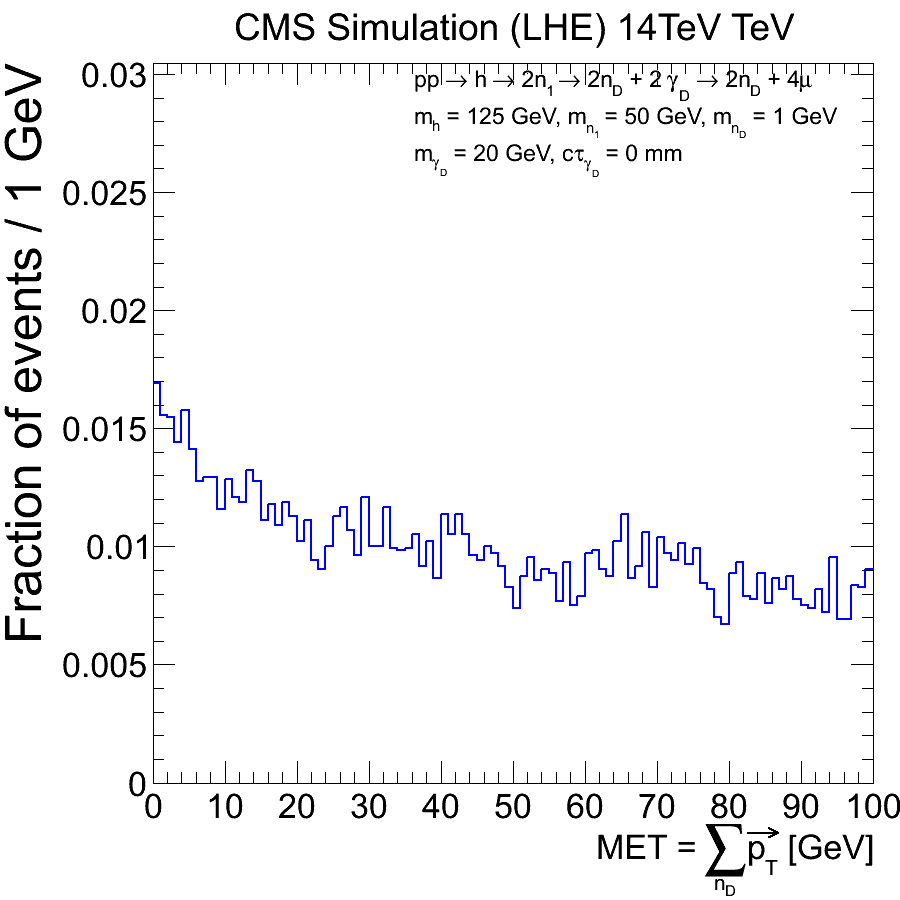 CMS Simulation (LHE) 14TeV TeV
pp → h → 2n₁ → 2n_D + 2 γ_D → 2n_D + 4μ
m_h = 125 GeV, m_n₁ = 50 GeV, m_n_D = 1 GeV
m_γ_D = 20 GeV, cτ_γ_D = 0 mm
Fraction of events / 1 GeV
0.03
0.025
0.02
0.015
0.01
0.005
0
0 10 20 30 40 50 60 70 80 90 100
MET = ∑_n_D p_T⃗ [GeV]